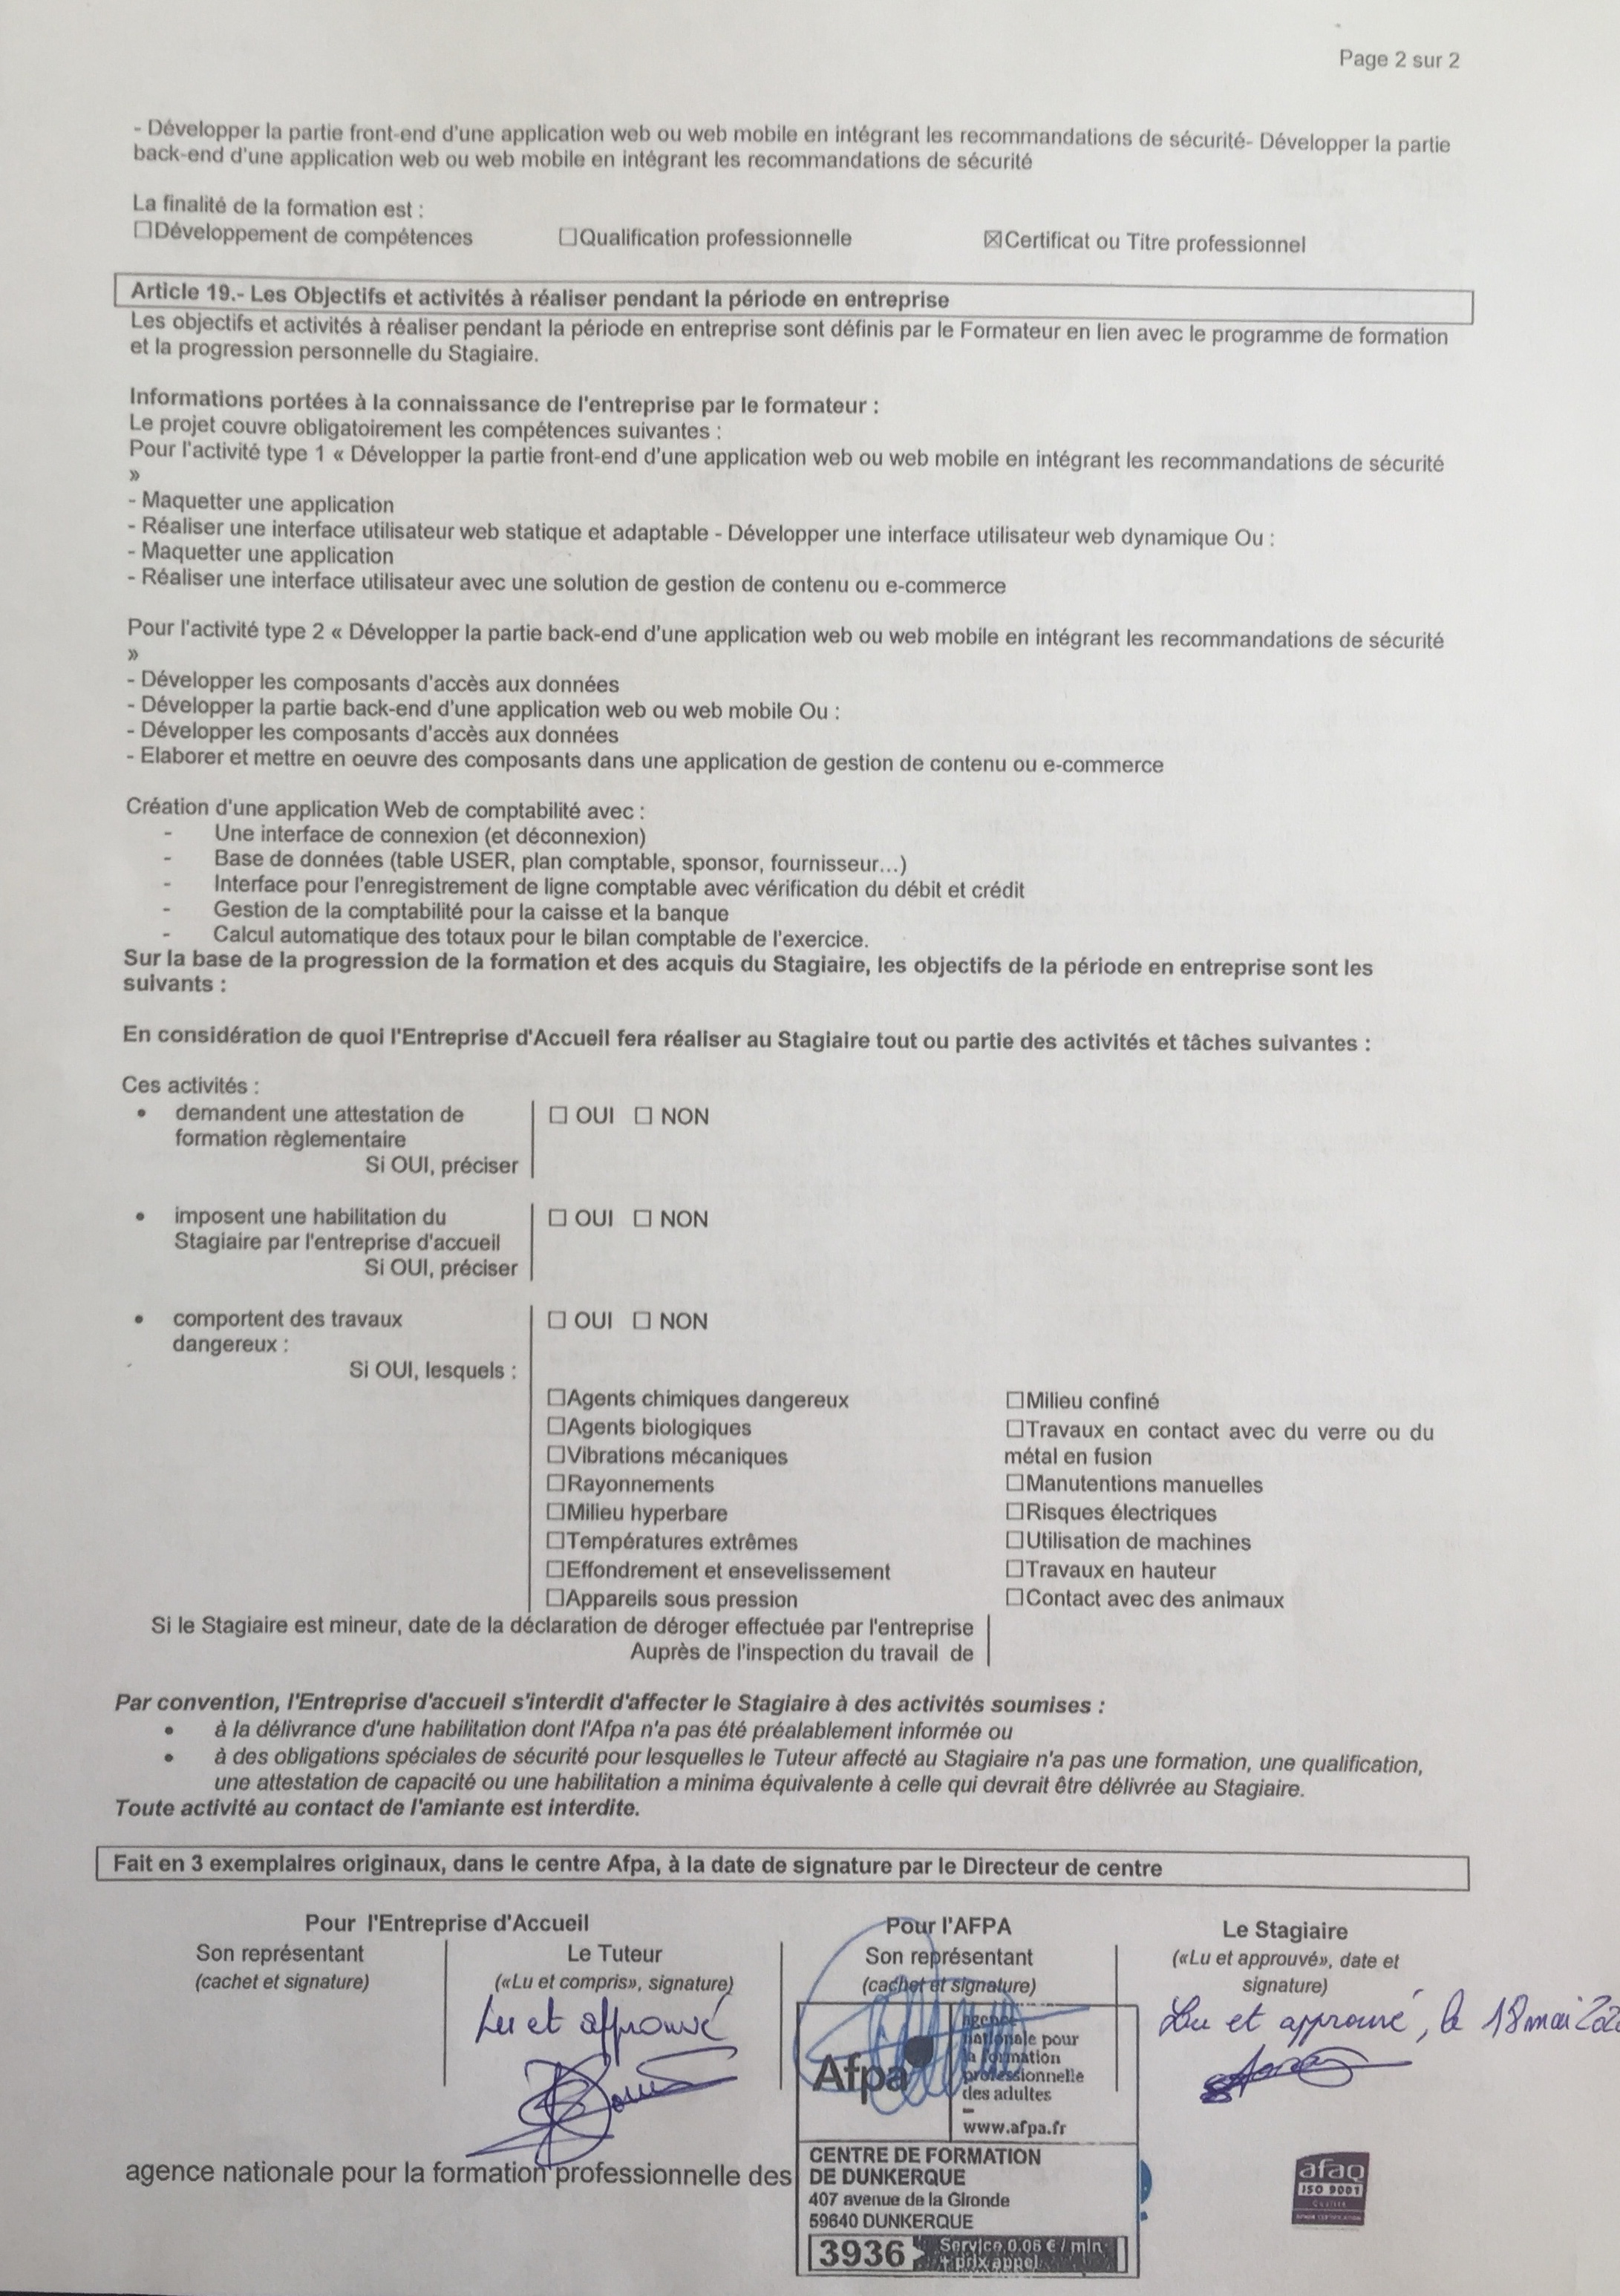 Page 2 sur 2
- Développer la partie front-end d'une application web ou web mobile en intégrant les recommandations de sécurité- Développer la partie
back-end d'une application web ou web mobile en intégrant les recommandations de sécurité
La finalité de la formation est :
☐Développement de compétences ☐Qualification professionnelle ☒Certificat ou Titre professionnel
Article 19.- Les Objectifs et activités à réaliser pendant la période en entreprise
Les objectifs et activités à réaliser pendant la période en entreprise sont définis par le Formateur en lien avec le programme de formation
et la progression personnelle du Stagiaire.
Informations portées à la connaissance de l'entreprise par le formateur :
Le projet couvre obligatoirement les compétences suivantes :
Pour l'activité type 1 « Développer la partie front-end d'une application web ou web mobile en intégrant les recommandations de sécurité
»
- Maquetter une application
- Réaliser une interface utilisateur web statique et adaptable - Développer une interface utilisateur web dynamique Ou :
- Maquetter une application
- Réaliser une interface utilisateur avec une solution de gestion de contenu ou e-commerce
Pour l'activité type 2 « Développer la partie back-end d'une application web ou web mobile en intégrant les recommandations de sécurité
»
- Développer les composants d'accès aux données
- Développer la partie back-end d'une application web ou web mobile Ou :
- Développer les composants d'accès aux données
- Elaborer et mettre en oeuvre des composants dans une application de gestion de contenu ou e-commerce
Création d'une application Web de comptabilité avec :
- Une interface de connexion (et déconnexion)
- Base de données (table USER, plan comptable, sponsor, fournisseur...)
- Interface pour l'enregistrement de ligne comptable avec vérification du débit et crédit
- Gestion de la comptabilité pour la caisse et la banque
- Calcul automatique des totaux pour le bilan comptable de l'exercice.
Sur la base de la progression de la formation et des acquis du Stagiaire, les objectifs de la période en entreprise sont les
suivants :
En considération de quoi l'Entreprise d'Accueil fera réaliser au Stagiaire tout ou partie des activités et tâches suivantes :
Ces activités :
• demandent une attestation de ☐ OUI ☐ NON
formation règlementaire
Si OUI, préciser
• imposent une habilitation du ☐ OUI ☐ NON
Stagiaire par l'entreprise d'accueil
Si OUI, préciser
• comportent des travaux ☐ OUI ☐ NON
dangereux :
Si OUI, lesquels :
☐Agents chimiques dangereux ☐Milieu confiné
☐Agents biologiques ☐Travaux en contact avec du verre ou du
☐Vibrations mécaniques métal en fusion
☐Rayonnements ☐Manutentions manuelles
☐Milieu hyperbare ☐Risques électriques
☐Températures extrêmes ☐Utilisation de machines
☐Effondrement et ensevelissement ☐Travaux en hauteur
☐Appareils sous pression ☐Contact avec des animaux
Si le Stagiaire est mineur, date de la déclaration de déroger effectuée par l'entreprise
Auprès de l'inspection du travail de
Par convention, l'Entreprise d'accueil s'interdit d'affecter le Stagiaire à des activités soumises :
• à la délivrance d'une habilitation dont l'Afpa n'a pas été préalablement informée ou
• à des obligations spéciales de sécurité pour lesquelles le Tuteur affecté au Stagiaire n'a pas une formation, une qualification,
une attestation de capacité ou une habilitation a minima équivalente à celle qui devrait être délivrée au Stagiaire.
Toute activité au contact de l'amiante est interdite.
Fait en 3 exemplaires originaux, dans le centre Afpa, à la date de signature par le Directeur de centre
Pour l'Entreprise d'Accueil Pour l'AFPA Le Stagiaire
Son représentant Le Tuteur Son représentant («Lu et approuvé», date et
(cachet et signature) («Lu et compris», signature) (cachet et signature) signature)
Lu et approuvé
Lu et approuvé, le 18 mai
Afpa
agence
nationale pour
la formation
professionnelle
des adultes
www.afpa.fr
agence nationale pour la formation professionnelle des
CENTRE DE FORMATION
DE DUNKERQUE
407 avenue de la Gironde
59640 DUNKERQUE
3936 Service 0.06 € / min
+ prix appel
afaq
ISO 9001